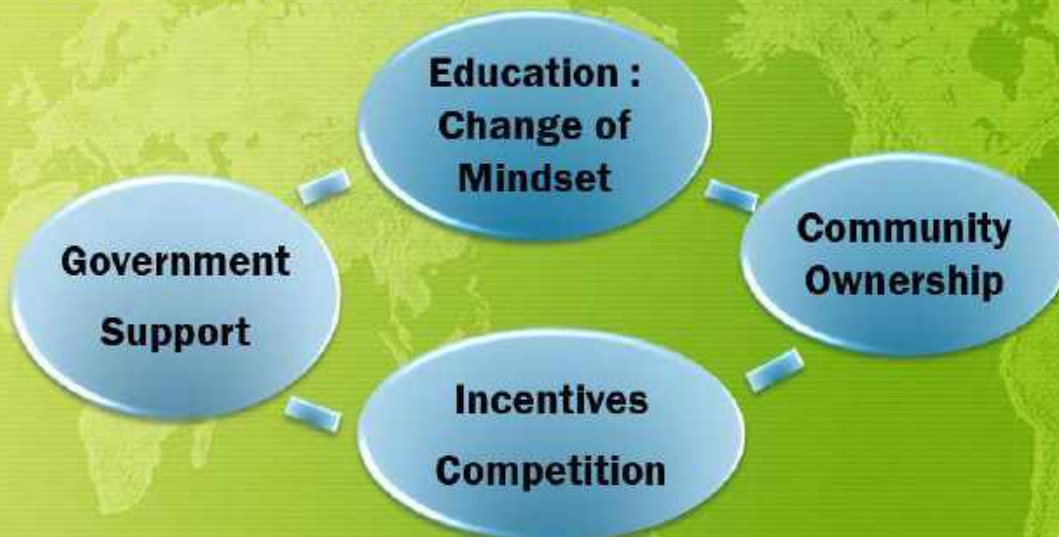 Education :
Change of
Mindset
Government
Support
Community
Ownership
Incentives
Competition